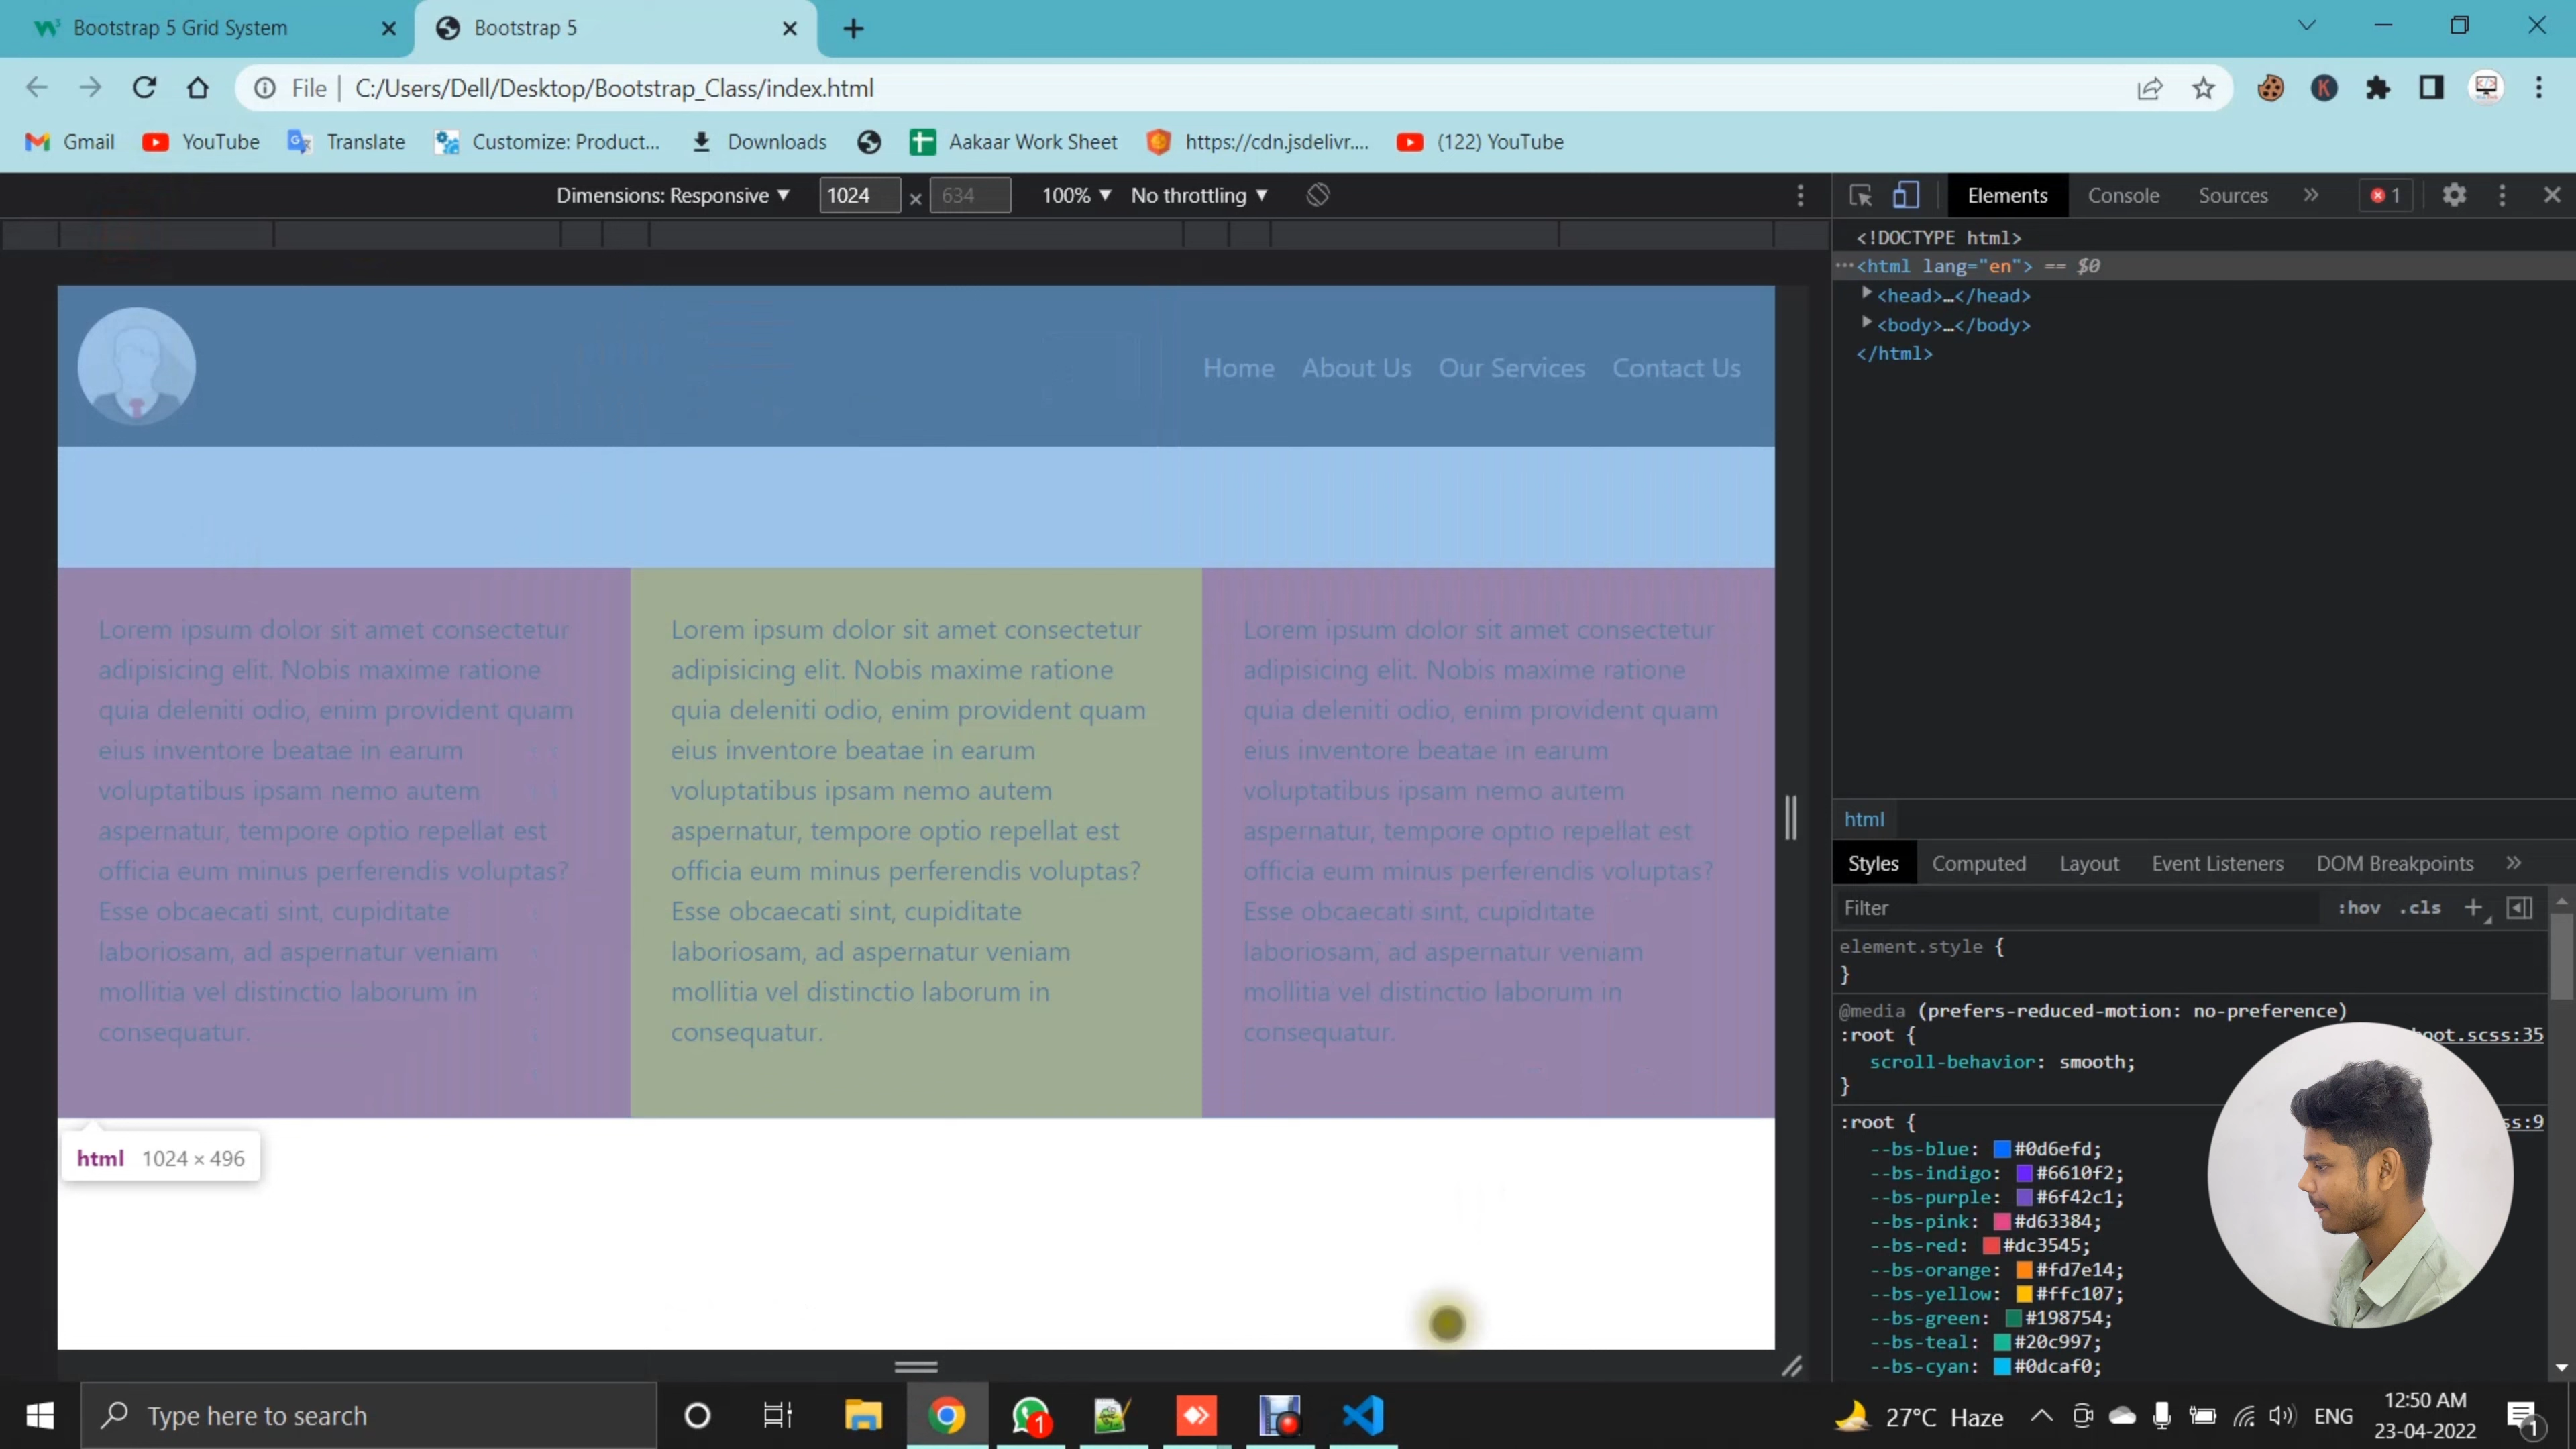 Bootstrap 5 Grid System
Bootstrap 5
File | C:/Users/Dell/Desktop/Bootstrap_Class/index.html
Gmail YouTube Translate Customize: Product... Downloads Aakaar Work Sheet https://cdn.jsdelivr.... (122) YouTube
Dimensions: Responsive 1024 × 634 100% No throttling
Elements Console Sources 1
Home About Us Our Services Contact Us
Lorem ipsum dolor sit amet consectetur
adipisicing elit. Nobis maxime ratione
quia deleniti odio, enim provident quam
eius inventore beatae in earum
voluptatibus ipsam nemo autem
aspernatur, tempore optio repellat est
officia eum minus perferendis voluptas?
Esse obcaecati sint, cupiditate
laboriosam, ad aspernatur veniam
mollitia vel distinctio laborum in
consequatur.
Lorem ipsum dolor sit amet consectetur
adipisicing elit. Nobis maxime ratione
quia deleniti odio, enim provident quam
eius inventore beatae in earum
voluptatibus ipsam nemo autem
aspernatur, tempore optio repellat est
officia eum minus perferendis voluptas?
Esse obcaecati sint, cupiditate
laboriosam, ad aspernatur veniam
mollitia vel distinctio laborum in
consequatur.
Lorem ipsum dolor sit amet consectetur
adipisicing elit. Nobis maxime ratione
quia deleniti odio, enim provident quam
eius inventore beatae in earum
voluptatibus ipsam nemo autem
aspernatur, tempore optio repellat est
officia eum minus perferendis voluptas?
Esse obcaecati sint, cupiditate
laboriosam, ad aspernatur veniam
mollitia vel distinctio laborum in
consequatur.
html 1024 × 496
<!DOCTYPE html>
<html lang="en"> == $0
<head>…</head>
<body>…</body>
</html>
html
Styles Computed Layout Event Listeners DOM Breakpoints
Filter :hov .cls
element.style {
}
@media (prefers-reduced-motion: no-preference)
:root { oot.scss:35
scroll-behavior: smooth;
}
:root { ss:9
--bs-blue: #0d6efd;
--bs-indigo: #6610f2;
--bs-purple: #6f42c1;
--bs-pink: #d63384;
--bs-red: #dc3545;
--bs-orange: #fd7e14;
--bs-yellow: #ffc107;
--bs-green: #198754;
--bs-teal: #20c997;
--bs-cyan: #0dcaf0;
Type here to search
1
27°C Haze
ENG
12:50 AM
23-04-2022
1